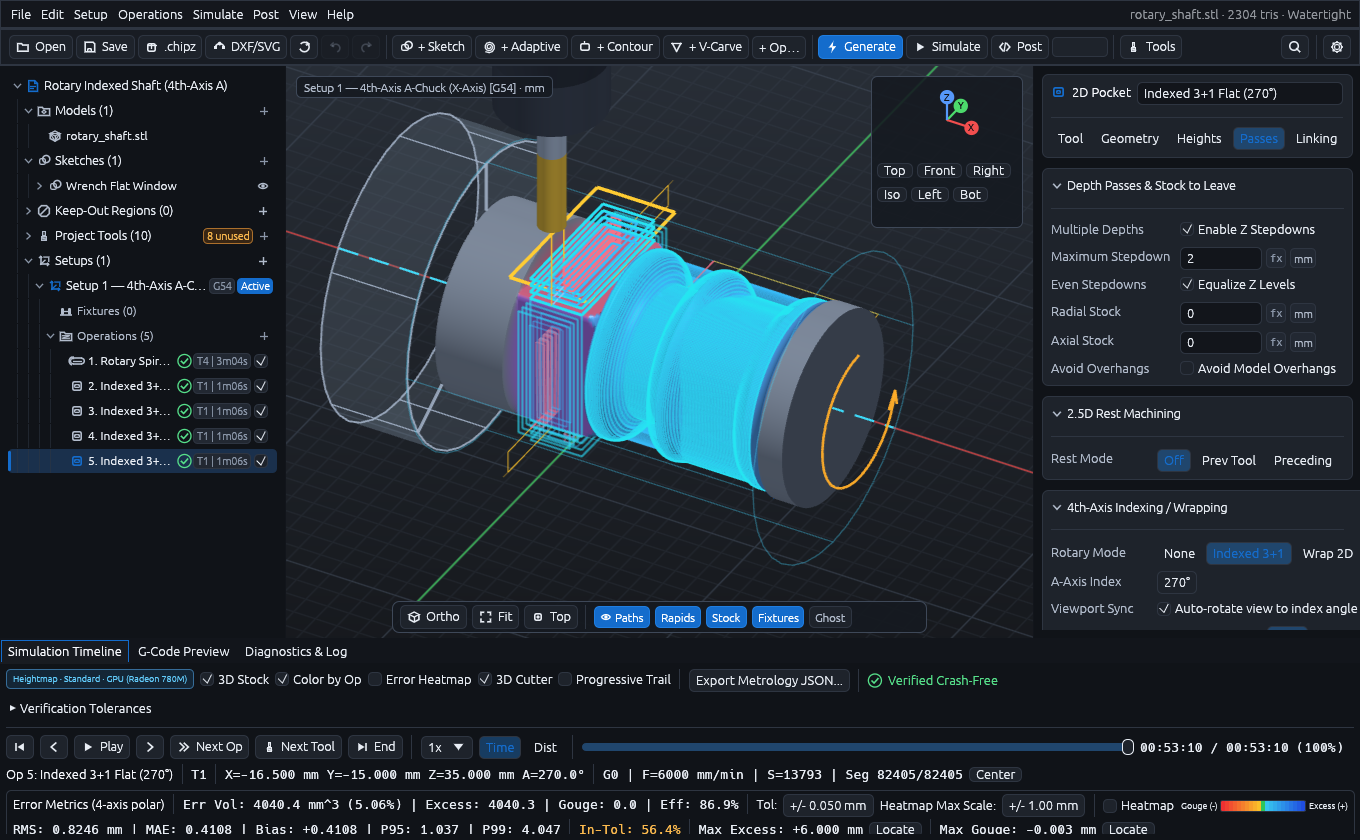 File Edit Setup Operations Simulate Post View Help
rotary_shaft.stl · 2304 tris · Watertight
Open Save .chipz DXF/SVG + Sketch + Adaptive + Contour + V-Carve + Op... Generate Simulate Post Tools
Rotary Indexed Shaft (4th-Axis A)
Models (1) +
rotary_shaft.stl
Sketches (1) +
Wrench Flat Window
Keep-Out Regions (0) +
Project Tools (10) 8 unused +
Setups (1) +
Setup 1 — 4th-Axis A-C... G54 Active
Fixtures (0)
Operations (5) +
1. Rotary Spir... T4 | 3m04s
2. Indexed 3+... T1 | 1m06s
3. Indexed 3+... T1 | 1m06s
4. Indexed 3+... T1 | 1m06s
5. Indexed 3+... T1 | 1m06s
Setup 1 — 4th-Axis A-Chuck (X-Axis) [G54] · mm
Z Y X
Top Front Right
Iso Left Bot
Ortho Fit Top Paths Rapids Stock Fixtures Ghost
2D Pocket Indexed 3+1 Flat (270°)
Tool Geometry Heights Passes Linking
Depth Passes & Stock to Leave
Multiple Depths Enable Z Stepdowns
Maximum Stepdown 2 fx mm
Even Stepdowns Equalize Z Levels
Radial Stock 0 fx mm
Axial Stock 0 fx mm
Avoid Overhangs Avoid Model Overhangs
2.5D Rest Machining
Rest Mode Off Prev Tool Preceding
4th-Axis Indexing / Wrapping
Rotary Mode None Indexed 3+1 Wrap 2D
A-Axis Index 270°
Viewport Sync Auto-rotate view to index angle
Simulation Timeline G-Code Preview Diagnostics & Log
Heightmap · Standard · GPU (Radeon 780M) 3D Stock Color by Op Error Heatmap 3D Cutter Progressive Trail Export Metrology JSON... Verified Crash-Free
Verification Tolerances
Play Next Op Next Tool End 1x Time Dist 00:53:10 / 00:53:10 (100%)
Op 5: Indexed 3+1 Flat (270°) T1 X=-16.500 mm Y=-15.000 mm Z=35.000 mm A=270.0° G0 | F=6000 mm/min | S=13793 | Seg 82405/82405 Center
Error Metrics (4-axis polar) Err Vol: 4040.4 mm^3 (5.06%) | Excess: 4040.3 | Gouge: 0.0 | Eff: 86.9% Tol: +/- 0.050 mm Heatmap Max Scale: +/- 1.00 mm Heatmap Gouge (-) Excess (+)
RMS: 0.8246 mm | MAE: 0.4108 | Bias: +0.4108 | P95: 1.037 | P99: 4.047 In-Tol: 56.4% Max Excess: +6.000 mm Locate Max Gouge: -0.003 mm Locate